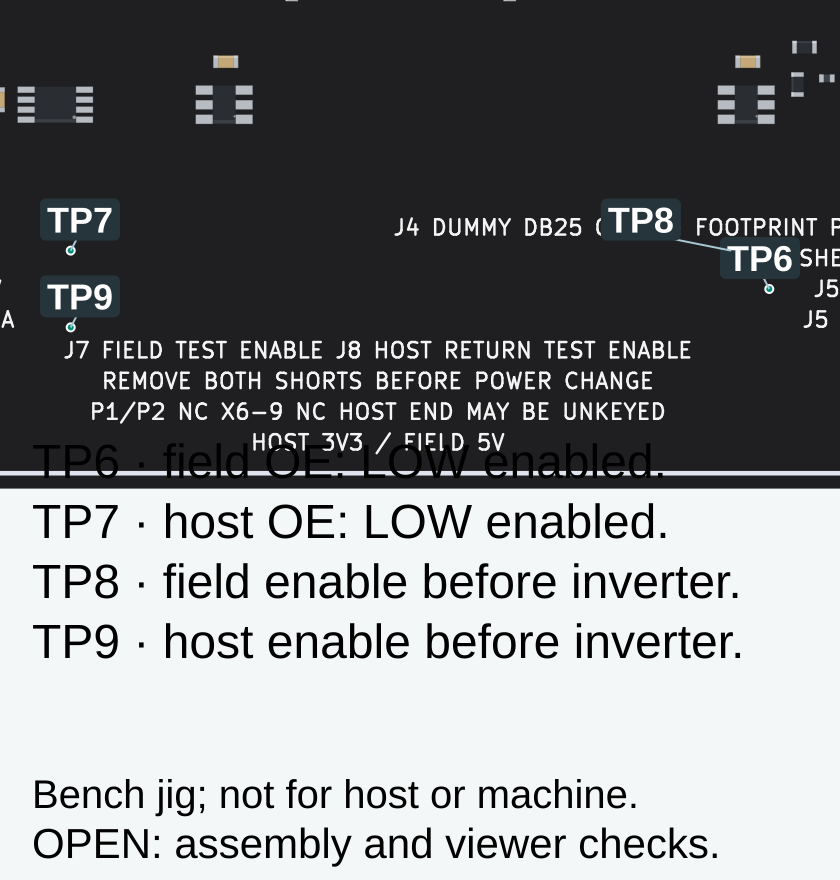 TP7
J4 DUMMY DB25
TP8
FOOTPRINT P
TP6
SHE
TP9
J5
A
J5
J7 FIELD TEST ENABLE J8 HOST RETURN TEST ENABLE
REMOVE BOTH SHORTS BEFORE POWER CHANGE
P1/P2 NC X6–9 NC HOST END MAY BE UNKEYED
HOST 3V3 / FIELD 5V
TP6 · field OE: LOW enabled.
TP7 · host OE: LOW enabled.
TP8 · field enable before inverter.
TP9 · host enable before inverter.
Bench jig; not for host or machine.
OPEN: assembly and viewer checks.